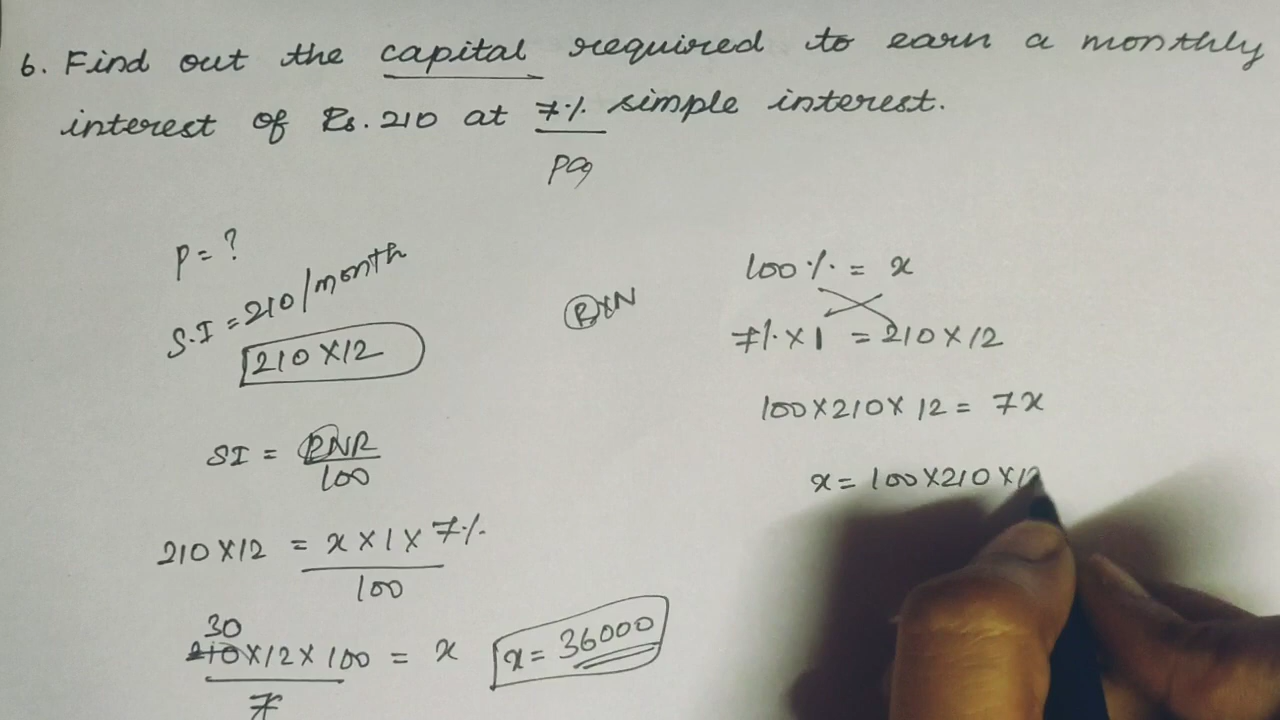 6. Find out the capital required to earn a monthly
interest of Rs.210 at 7% simple interest.
pa
P = ?
S.I = 210/month
210 X12
SI = PNR
100
210 X12 = x X 1 X 7%
100
30
210 X12 X 100 = x
7
x = 36000
RXN
100% = x
7% X 1 = 210 X 12
100 X 210 X 12 = 7x
x = 100 X 210 X 12